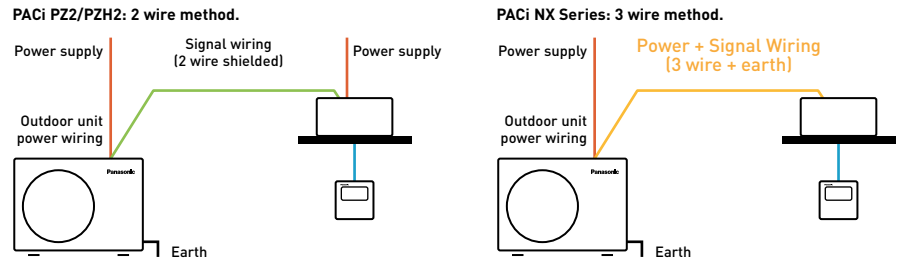 PACi PZ2/PZH2: 2 wire method.
Power supply
Signal wiring
(2 wire shielded)
Power supply
Outdoor unit
power wiring
Panasonic
Earth
PACi NX Series: 3 wire method.
Power supply
Power + Signal Wiring
(3 wire + earth)
Outdoor unit
power wiring
Panasonic
Earth